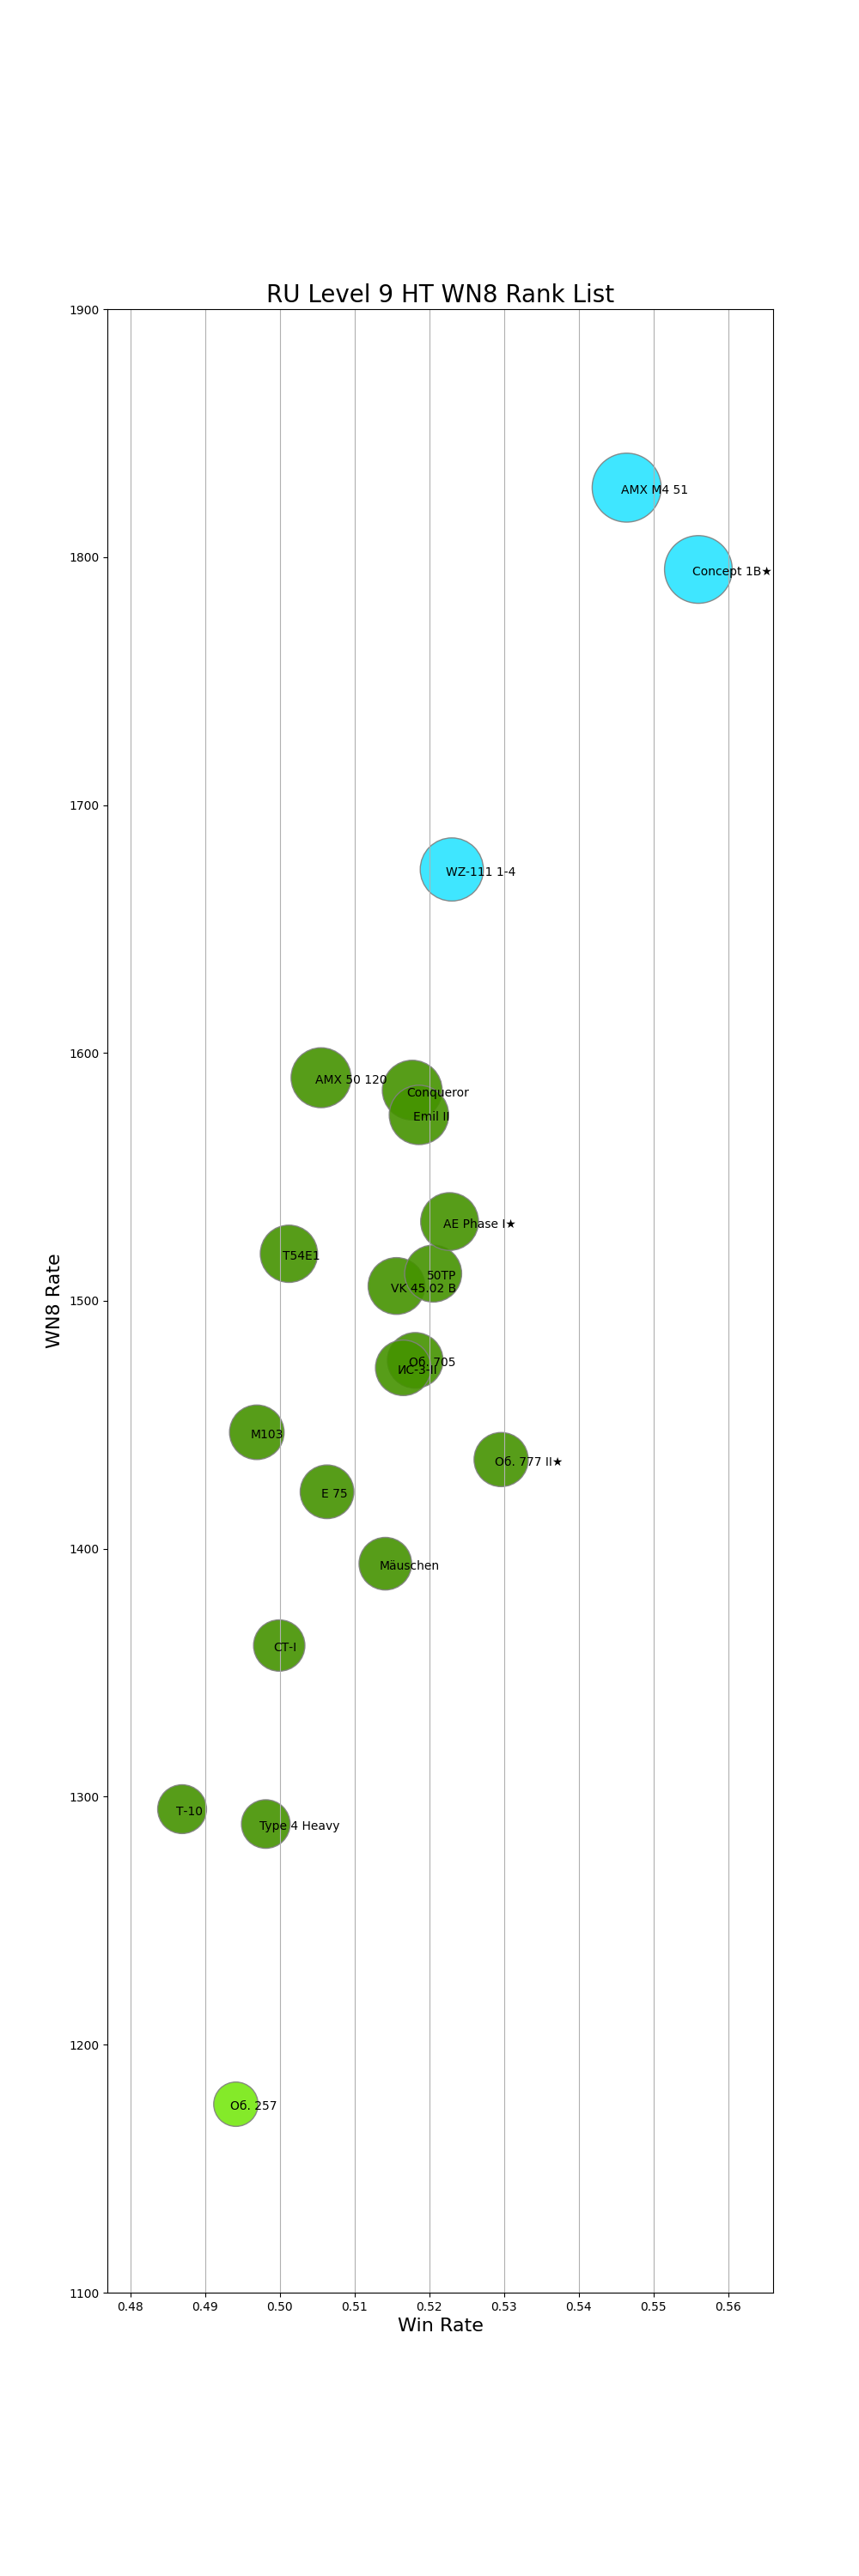 RU Level 9 HT WN8 Rank List
1900
AMX M4 51
1800
Concept 1B★
1700
WZ-111 1-4
1600
AMX 50 120
Conqueror
Emil II
AE Phase I★
T54E1
50TP
VK 45.02 B
1500
Об. 705
ИС-3-II
M103
Об. 777 II★
E 75
1400
Mäuschen
CT-I
1300
T-10
Type 4 Heavy
1200
Об. 257
1100
WN8 Rate
0.48 0.49 0.50 0.51 0.52 0.53 0.54 0.55 0.56
Win Rate